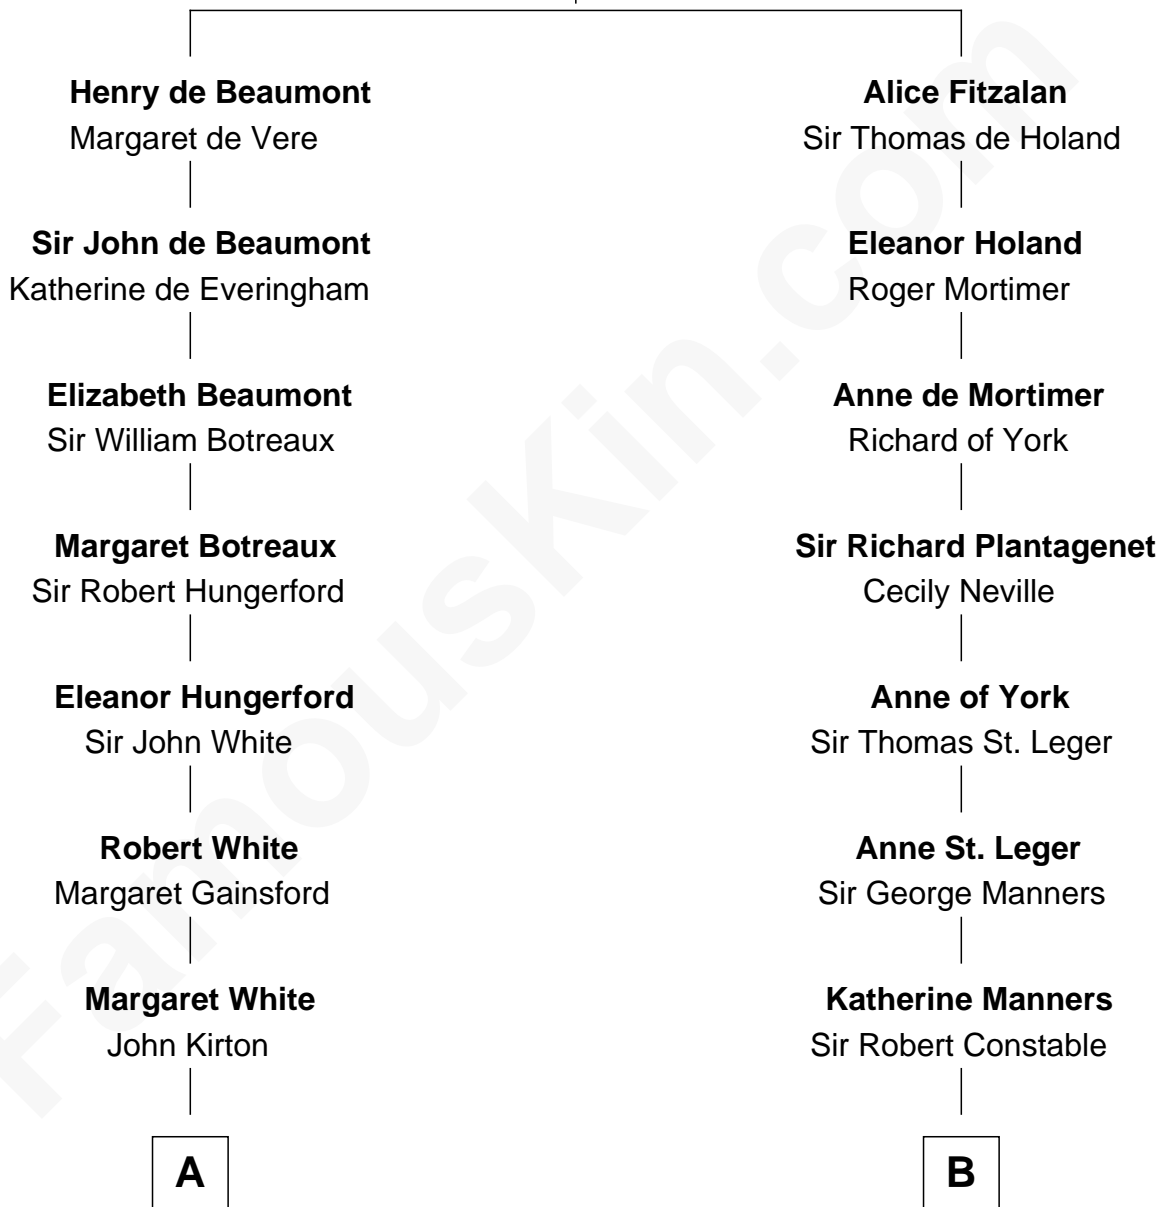 Henry de Beaumont
Margaret de Vere
Sir John de Beaumont
Katherine de Everingham
Elizabeth Beaumont
Sir William Botreaux
Margaret Botreaux
Sir Robert Hungerford
Eleanor Hungerford
Sir John White
Robert White
Margaret Gainsford
Margaret White
John Kirton
A
Alice Fitzalan
Sir Thomas de Holand
Eleanor Holand
Roger Mortimer
Anne de Mortimer
Richard of York
Sir Richard Plantagenet
Cecily Neville
Anne of York
Sir Thomas St. Leger
Anne St. Leger
Sir George Manners
Katherine Manners
Sir Robert Constable
B
FamousKin.com